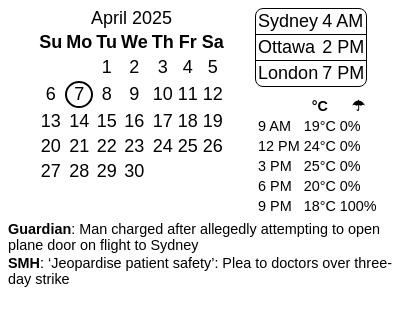 April 2025
Su Mo Tu We Th Fr Sa
1 2 3 4 5
6 7 8 9 10 11 12
13 14 15 16 17 18 19
20 21 22 23 24 25 26
27 28 29 30
Sydney 4 AM
Ottawa 2 PM
London 7 PM
°C ☂
9 AM 19°C 0%
12 PM 24°C 0%
3 PM 25°C 0%
6 PM 20°C 0%
9 PM 18°C 100%
Guardian: Man charged after allegedly attempting to open
plane door on flight to Sydney
SMH: ‘Jeopardise patient safety’: Plea to doctors over three-
day strike